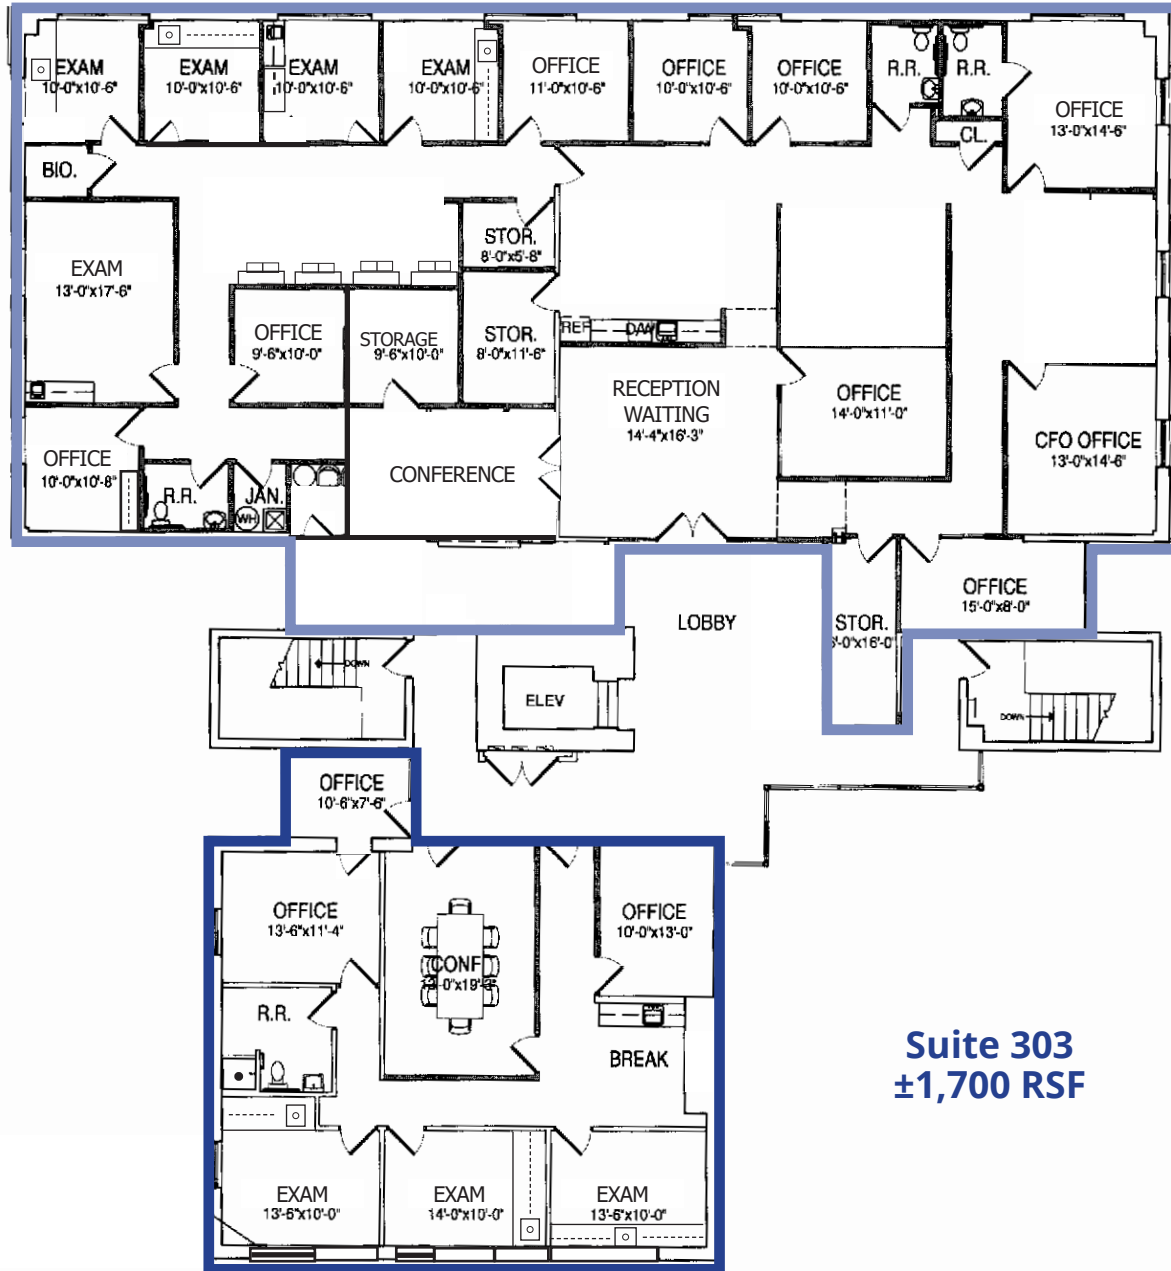 EXAM
10'-0"x10'-6"
EXAM
10'-0"x10'-6"
EXAM
10'-0"x10'-6"
EXAM
10'-0"x10'-6"
OFFICE
11'-0"x10'-6"
OFFICE
10'-0"x10'-6"
OFFICE
10'-0"x10'-6"
R.R.
R.R.
OFFICE
13'-0"x14'-6"
CL.
BIO.
EXAM
13'-0"x17'-6"
STOR.
8'-0"x5'-8"
OFFICE
9'-6"x10'-0"
STORAGE
9'-6"x10'-0"
STOR.
8'-0"x11'-6"
REF
DW
RECEPTION
WAITING
14'-4"x16'-3"
OFFICE
14'-0"x11'-0"
CFO OFFICE
13'-0"x14'-6"
OFFICE
10'-0"x10'-8"
R.R.
JAN.
WH
CONFERENCE
OFFICE
15'-0"x8'-0"
LOBBY
STOR.
'-0"x16'-0"
DOWN
ELEV
DOWN
OFFICE
10'-6"x7'-6"
OFFICE
13'-6"x11'-4"
CONF
OFFICE
10'-0"x13'-0"
R.R.
BREAK
EXAM
13'-6"x10'-0"
EXAM
14'-0"x10'-0"
EXAM
13'-6"x10'-0"
Suite 303
±1,700 RSF